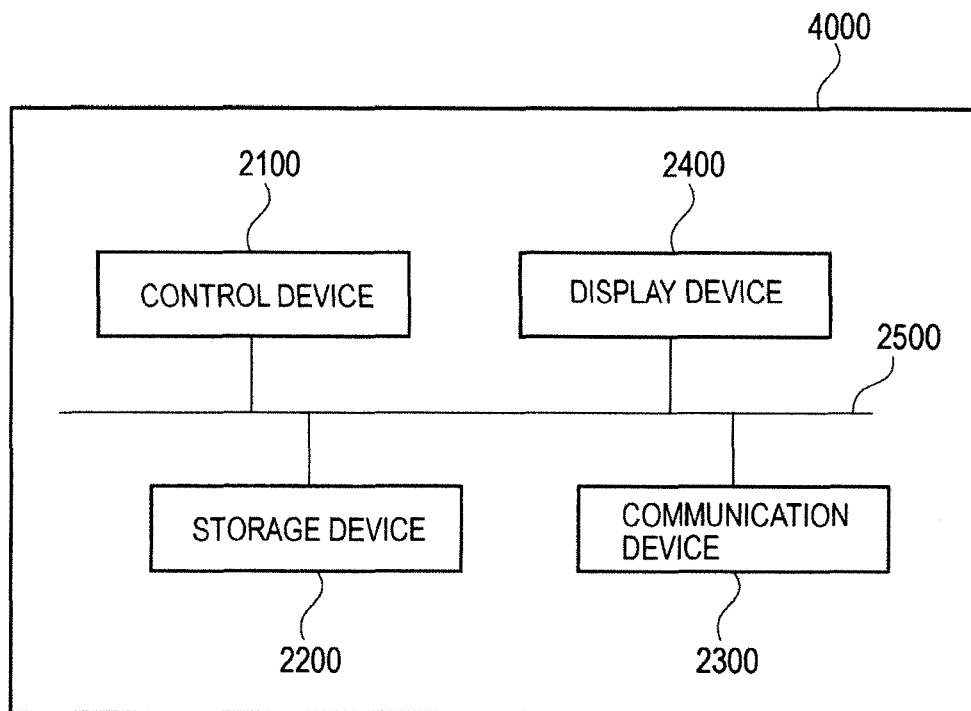 4000
2100
2400
CONTROL DEVICE
DISPLAY DEVICE
2500
STORAGE DEVICE
COMMUNICATION
DEVICE
2200
2300